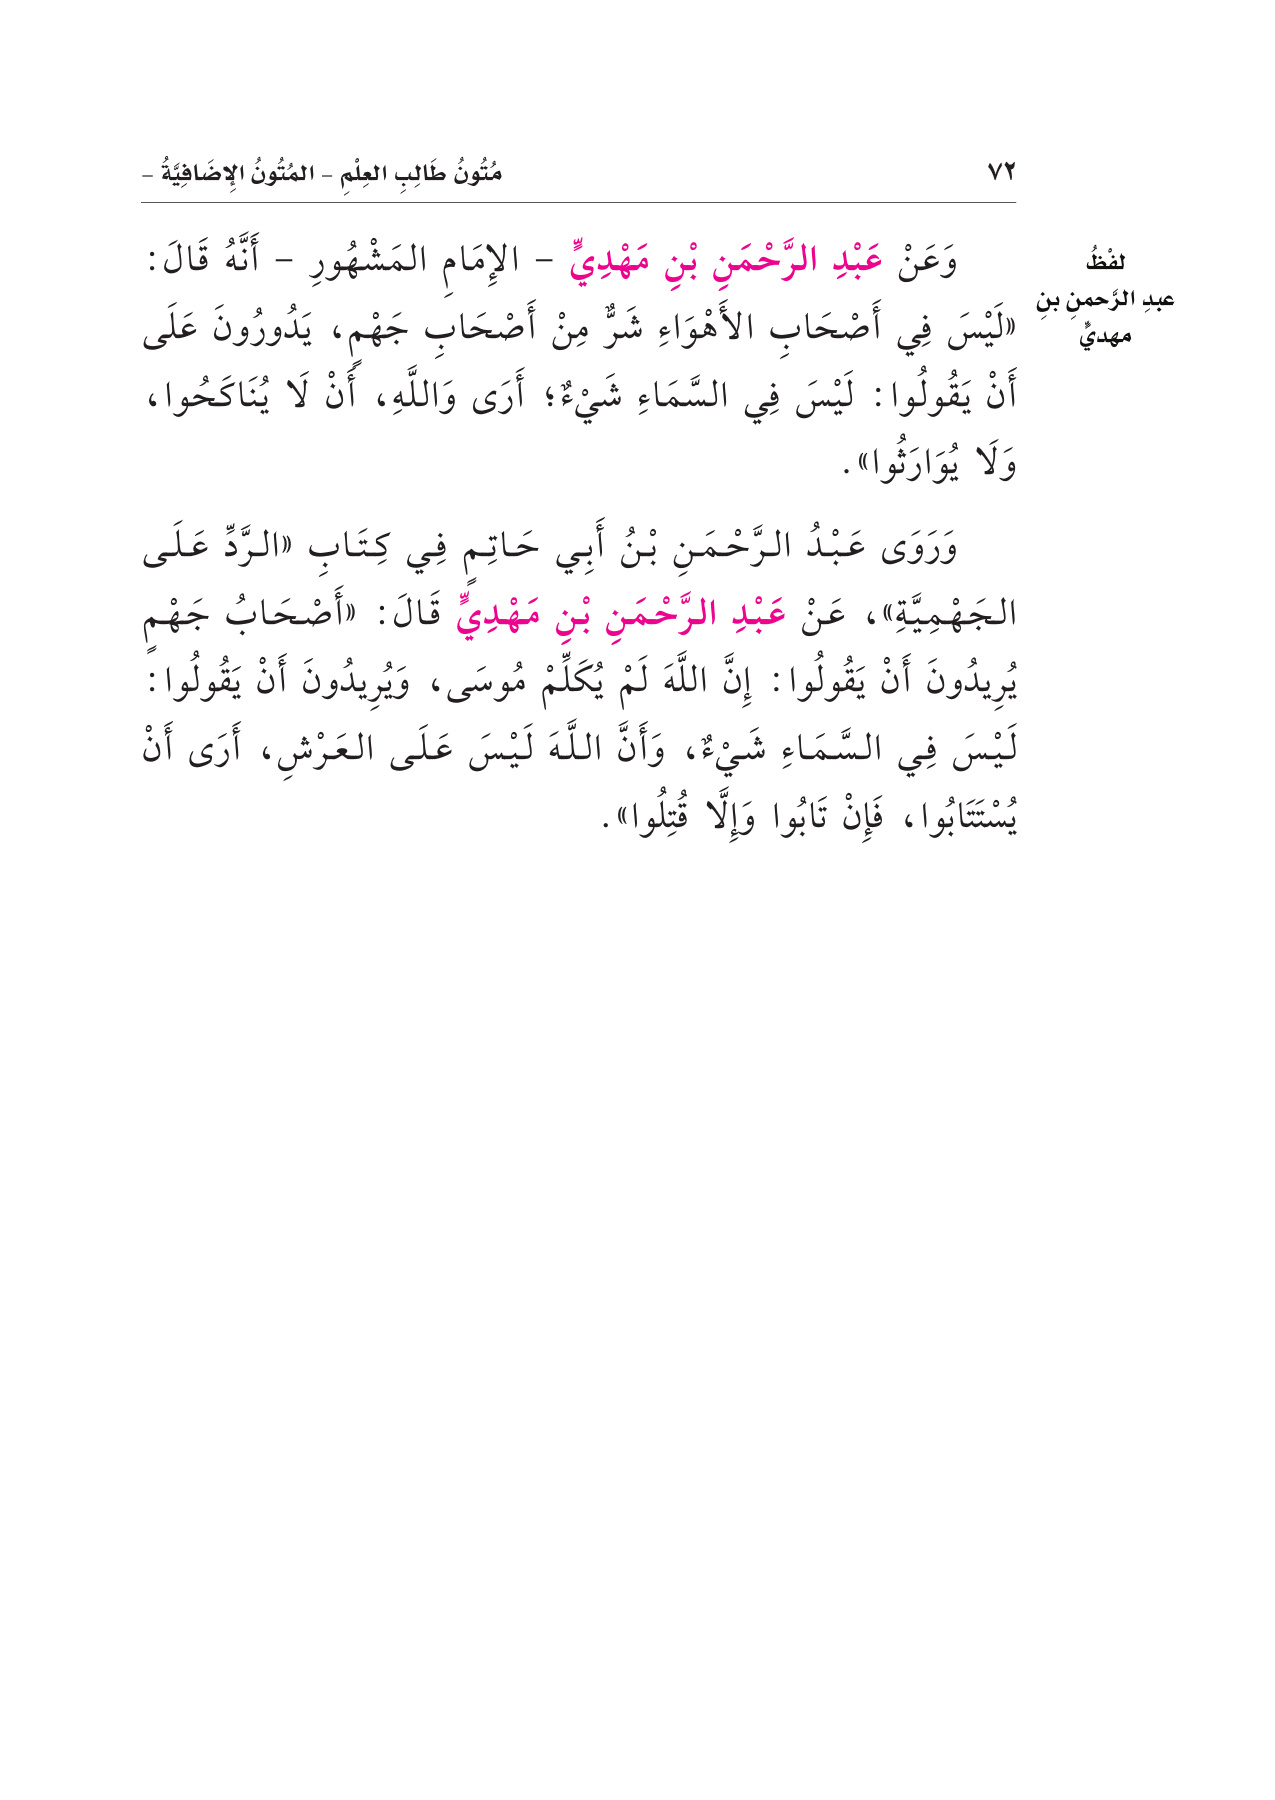 ٧٢
مُتُونُ طَالِبِ العِلْمِ – المُتُونُ الإِضَافِيَّةُ –
لفْظُ
عبدِ الرَّحمنِ بنِ
مهديٍّ
وَعَنْ عَبْدِ الرَّحْمَنِ بْنِ مَهْدِيٍّ – الإِمَامِ المَشْهُورِ – أَنَّهُ قَالَ:
«لَيْسَ فِي أَصْحَابِ الأَهْوَاءِ شَرٌّ مِنْ أَصْحَابِ جَهْمٍ، يَدُورُونَ عَلَى
أَنْ يَقُولُوا: لَيْسَ فِي السَّمَاءِ شَيْءٌ؛ أَرَى وَاللَّهِ، أَنْ لَا يُنَاكَحُوا،
وَلَا يُوَارَثُوا».
وَرَوَى عَبْدُ الرَّحْمَنِ بْنُ أَبِي حَاتِمٍ فِي كِتَابِ «الرَّدِّ عَلَى
الجَهْمِيَّةِ»، عَنْ عَبْدِ الرَّحْمَنِ بْنِ مَهْدِيٍّ قَالَ: «أَصْحَابُ جَهْمٍ
يُرِيدُونَ أَنْ يَقُولُوا: إِنَّ اللَّهَ لَمْ يُكَلِّمْ مُوسَى، وَيُرِيدُونَ أَنْ يَقُولُوا:
لَيْسَ فِي السَّمَاءِ شَيْءٌ، وَأَنَّ اللَّهَ لَيْسَ عَلَى العَرْشِ، أَرَى أَنْ
يُسْتَتَابُوا، فَإِنْ تَابُوا وَإِلَّا قُتِلُوا».